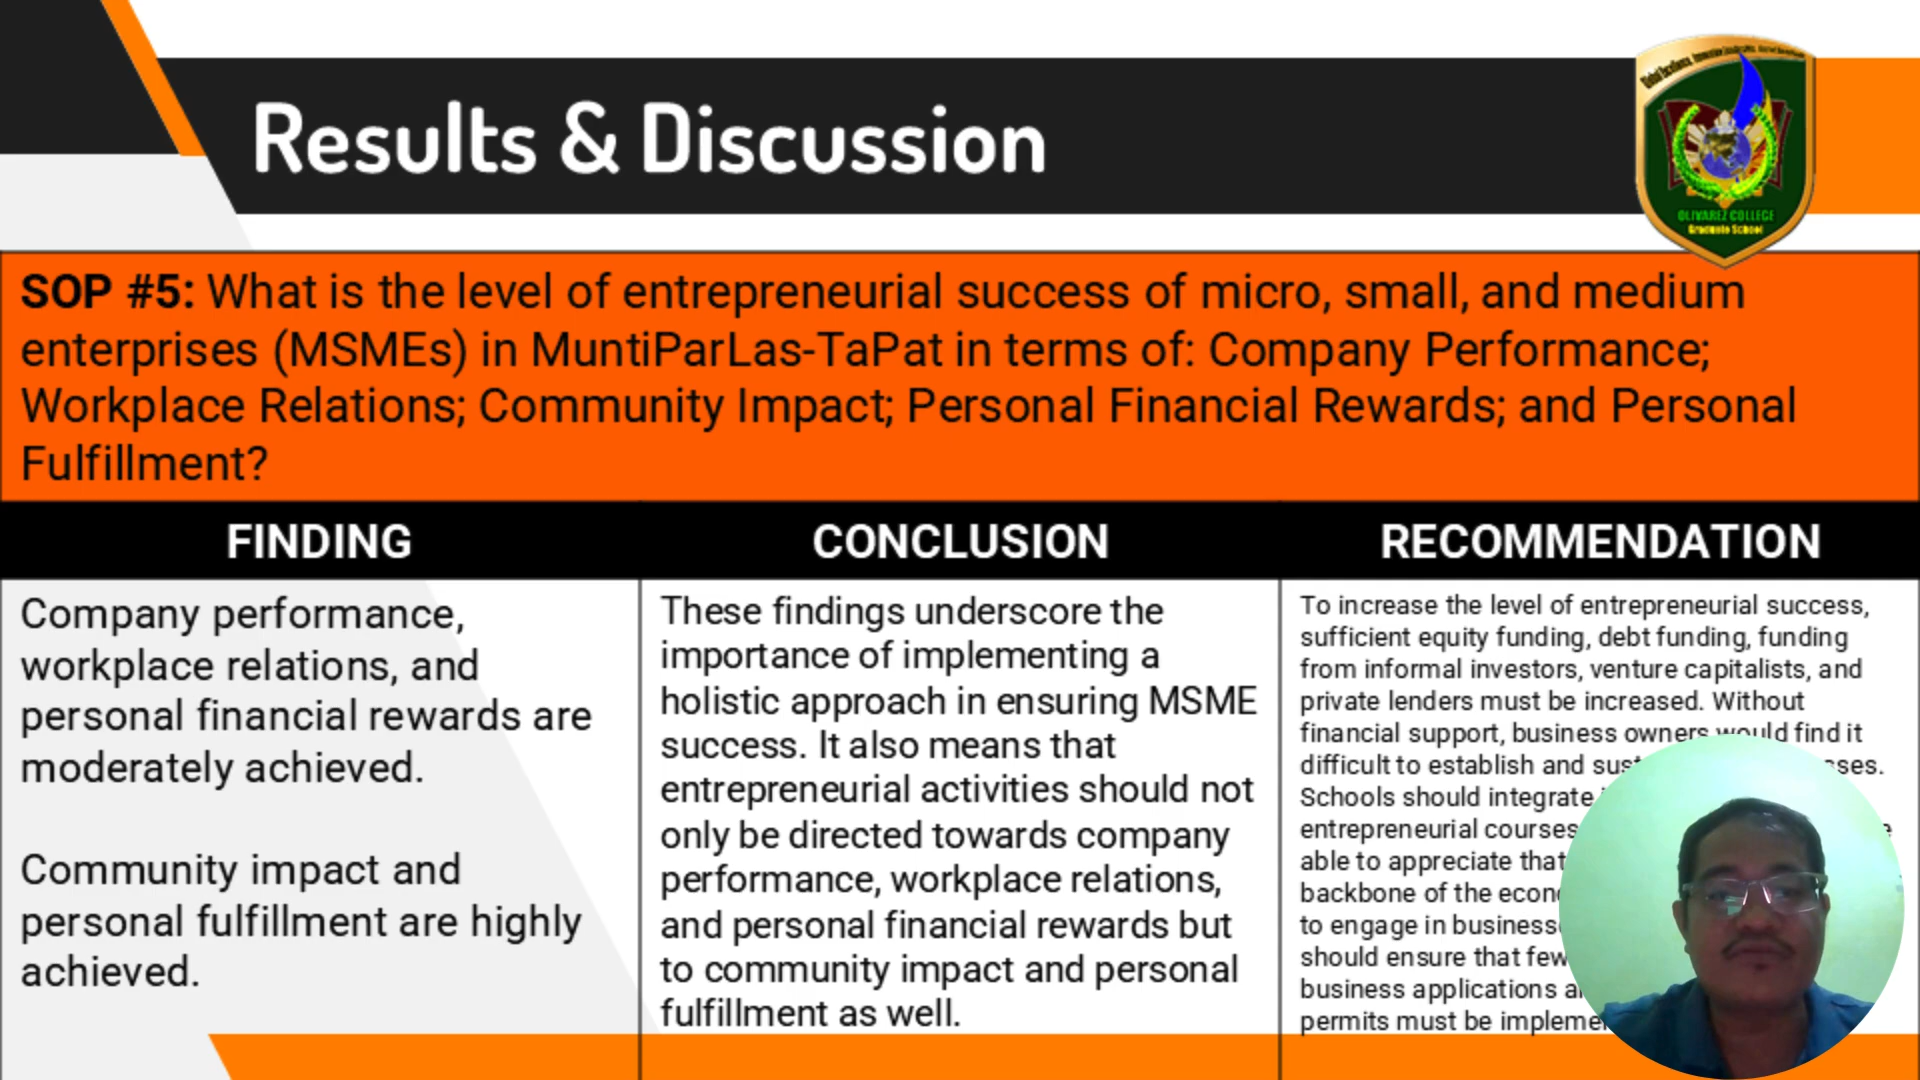 Results & Discussion
OLIVAREZ COLLEGE
Graduate School
SOP #5: What is the level of entrepreneurial success of micro, small, and medium
enterprises (MSMEs) in MuntiParLas-TaPat in terms of: Company Performance;
Workplace Relations; Community Impact; Personal Financial Rewards; and Personal
Fulfillment?
FINDING
Company performance,
workplace relations, and
personal financial rewards are
moderately achieved.
Community impact and
personal fulfillment are highly
achieved.
CONCLUSION
These findings underscore the
importance of implementing a
holistic approach in ensuring MSME
success. It also means that
entrepreneurial activities should not
only be directed towards company
performance, workplace relations,
and personal financial rewards but
to community impact and personal
fulfillment as well.
RECOMMENDATION
To increase the level of entrepreneurial success,
sufficient equity funding, debt funding, funding
from informal investors, venture capitalists, and
private lenders must be increased. Without
financial support, business owners would find it
difficult to establish and
Schools should integrate
entrepreneurial courses
able to appreciate that
backbone of the
to engage in
should ensure that few
business applications
permits must be